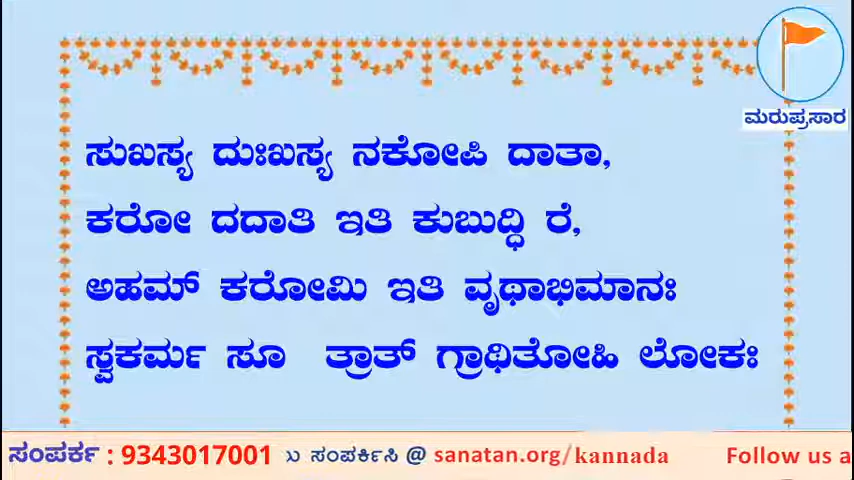 ಮರುಪ್ರಸಾರ
ಸುಖಸ್ಯ ದುಃಖಸ್ಯ ನಕೋಪಿ ದಾತಾ,
ಕರೋ ದದಾತಿ ಇತಿ ಕುಬುದ್ಧಿ ರೆ,
ಅಹಮ್ ಕರೋಮಿ ಇತಿ ವೃಥಾಭಿಮಾನಃ
ಸ್ವಕರ್ಮ ಸೂ ತ್ರಾತ್ ಗ್ರಾಥಿತೋಹಿ ಲೋಕಃ
ಸಂಪರ್ಕ : 9343017001 ಸಂಪರ್ಕಿಸಿ @ sanatan.org/kannada Follow us a